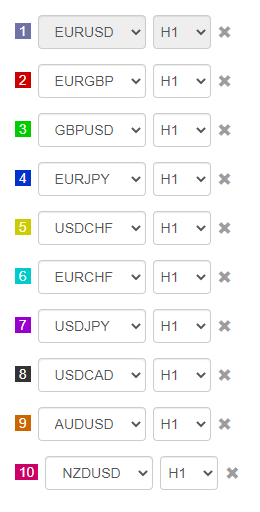 1 EURUSD H1 ✖
2 EURGBP H1 ✖
3 GBPUSD H1 ✖
4 EURJPY H1 ✖
5 USDCHF H1 ✖
6 EURCHF H1 ✖
7 USDJPY H1 ✖
8 USDCAD H1 ✖
9 AUDUSD H1 ✖
10 NZDUSD H1 ✖